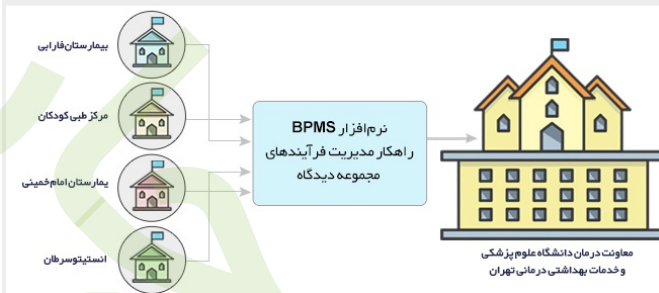 بیمارستان فارابی
مرکز طبی کودکان
یمارستان امام خمینی
انستیتو سرطان
نرم‌افزار BPMS
راهکار مدیریت فرآیندهای
مجموعه دیدگاه
معاونت درمان دانشگاه علوم پزشکی
و خدمات بهداشتی درمانی تهران